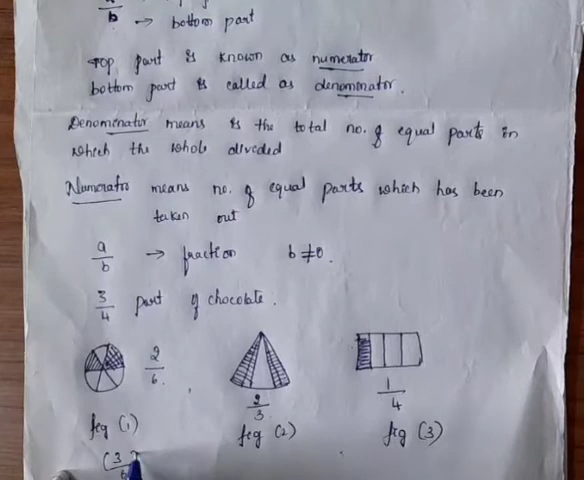 b → bottom part
Top part is known as numerator
bottom part is called as denominator.
Denomenator means is the total no. of equal parts in
which the whole divided
Numerator means no. of equal parts which has been
taken out
a/b → fraction b ≠ 0.
3/4 part of chocolate.
2/6. 2/3 1/4
fig (1) fig (2) fig (3)
(3
6